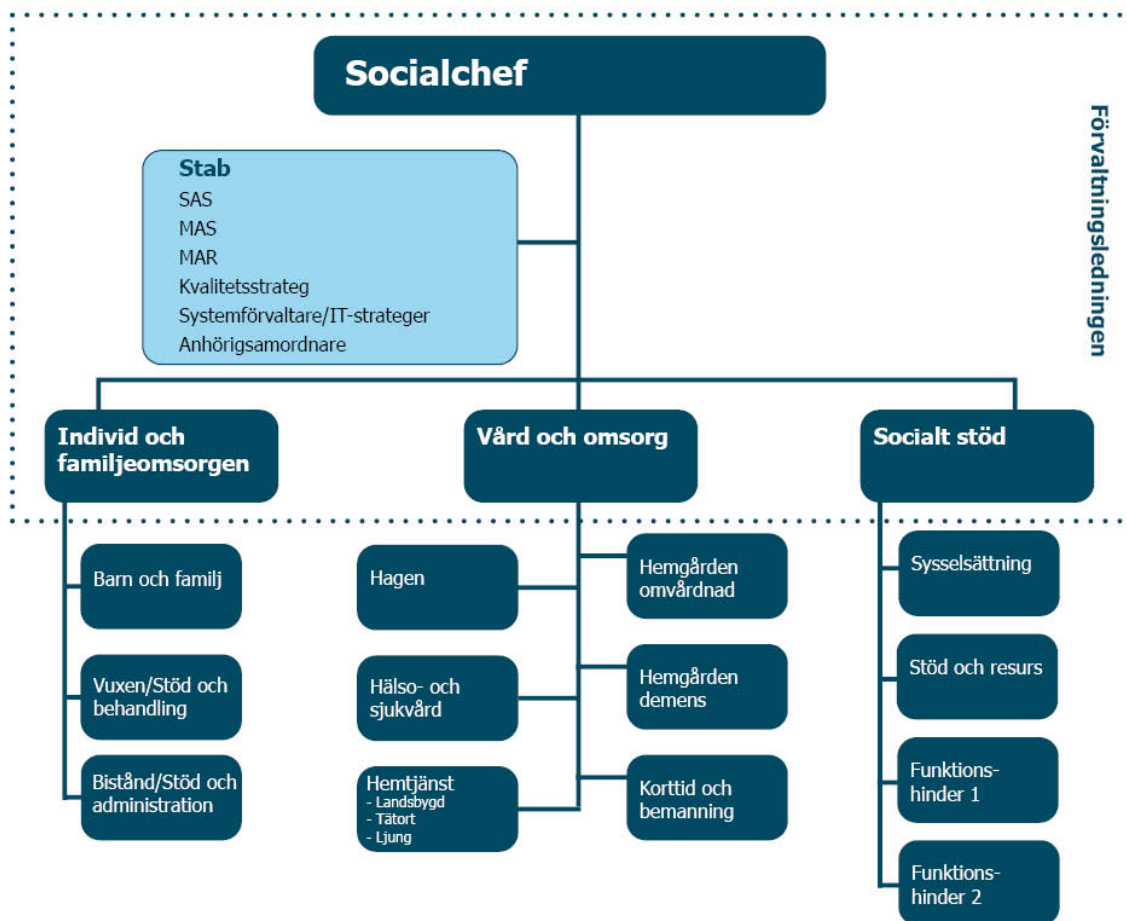 Socialchef
Förvaltningsledningen
Stab
SAS
MAS
MAR
Kvalitetsstrateg
Systemförvaltare/IT-strateger
Anhörigsamordnare
Individ och
familjeomsorgen
Vård och omsorg
Socialt stöd
Barn och familj
Vuxen/Stöd och
behandling
Bistånd/Stöd och
administration
Hagen
Hälso- och
sjukvård
Hemtjänst
- Landsbygd
- Tätort
- Ljung
Hemgården
omvårdnad
Hemgården
demens
Korttid och
bemanning
Sysselsättning
Stöd och resurs
Funktions-
hinder 1
Funktions-
hinder 2